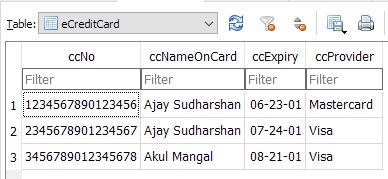 Table: eCreditCard
ccNo ccNameOnCard ccExpiry ccProvider
Filter Filter Filter Filter
1 1234567890123456 Ajay Sudharshan 06-23-01 Mastercard
2 2345678901234567 Ajay Sudharshan 07-24-01 Visa
3 3456789012345678 Akul Mangal 08-21-01 Visa